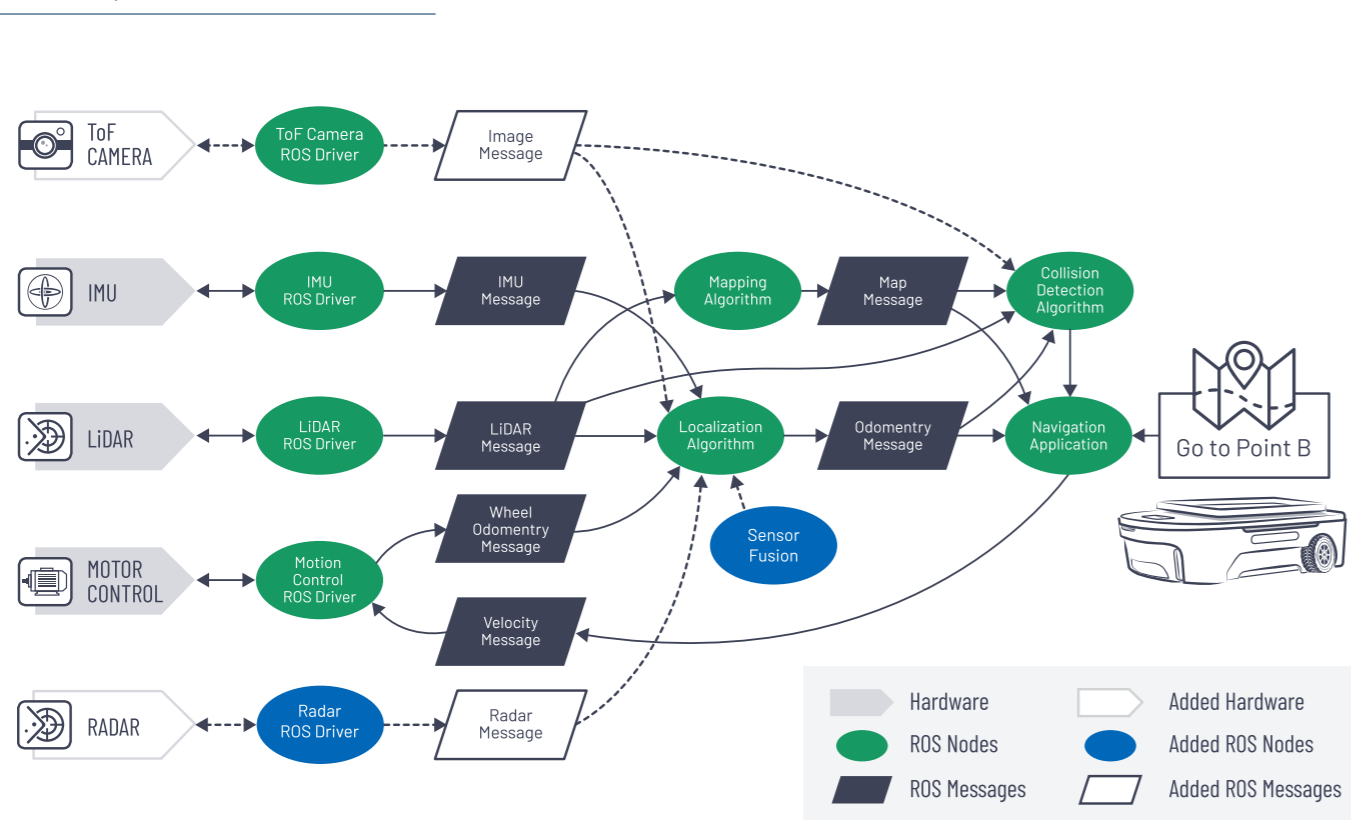 ToF
CAMERA
ToF Camera
ROS Driver
Image
Message
IMU
IMU
ROS Driver
IMU
Message
Mapping
Algorithm
Map
Message
Collision
Detection
Algorithm
LiDAR
LiDAR
ROS Driver
LiDAR
Message
Localization
Algorithm
Odomentry
Message
Navigation
Application
Go to Point B
MOTOR
CONTROL
Motion
Control
ROS Driver
Wheel
Odomentry
Message
Velocity
Message
Sensor
Fusion
RADAR
Radar
ROS Driver
Radar
Message
Hardware
Added Hardware
ROS Nodes
Added ROS Nodes
ROS Messages
Added ROS Messages